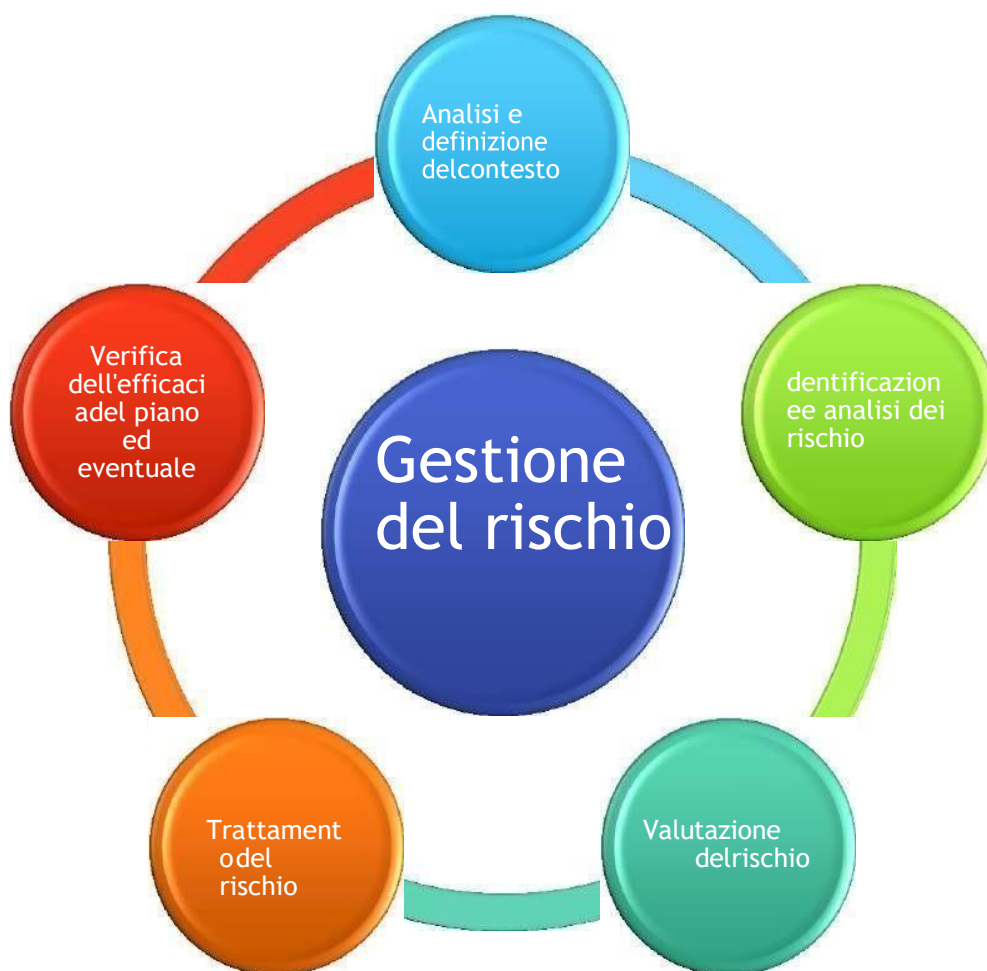 Analisi e
definizione
delcontesto
Verifica
dell'efficaci
adel piano
ed
eventuale
dentificazion
ee analisi dei
rischio
Gestione
del rischio
Trattament
odel
rischio
Valutazione
delrischio